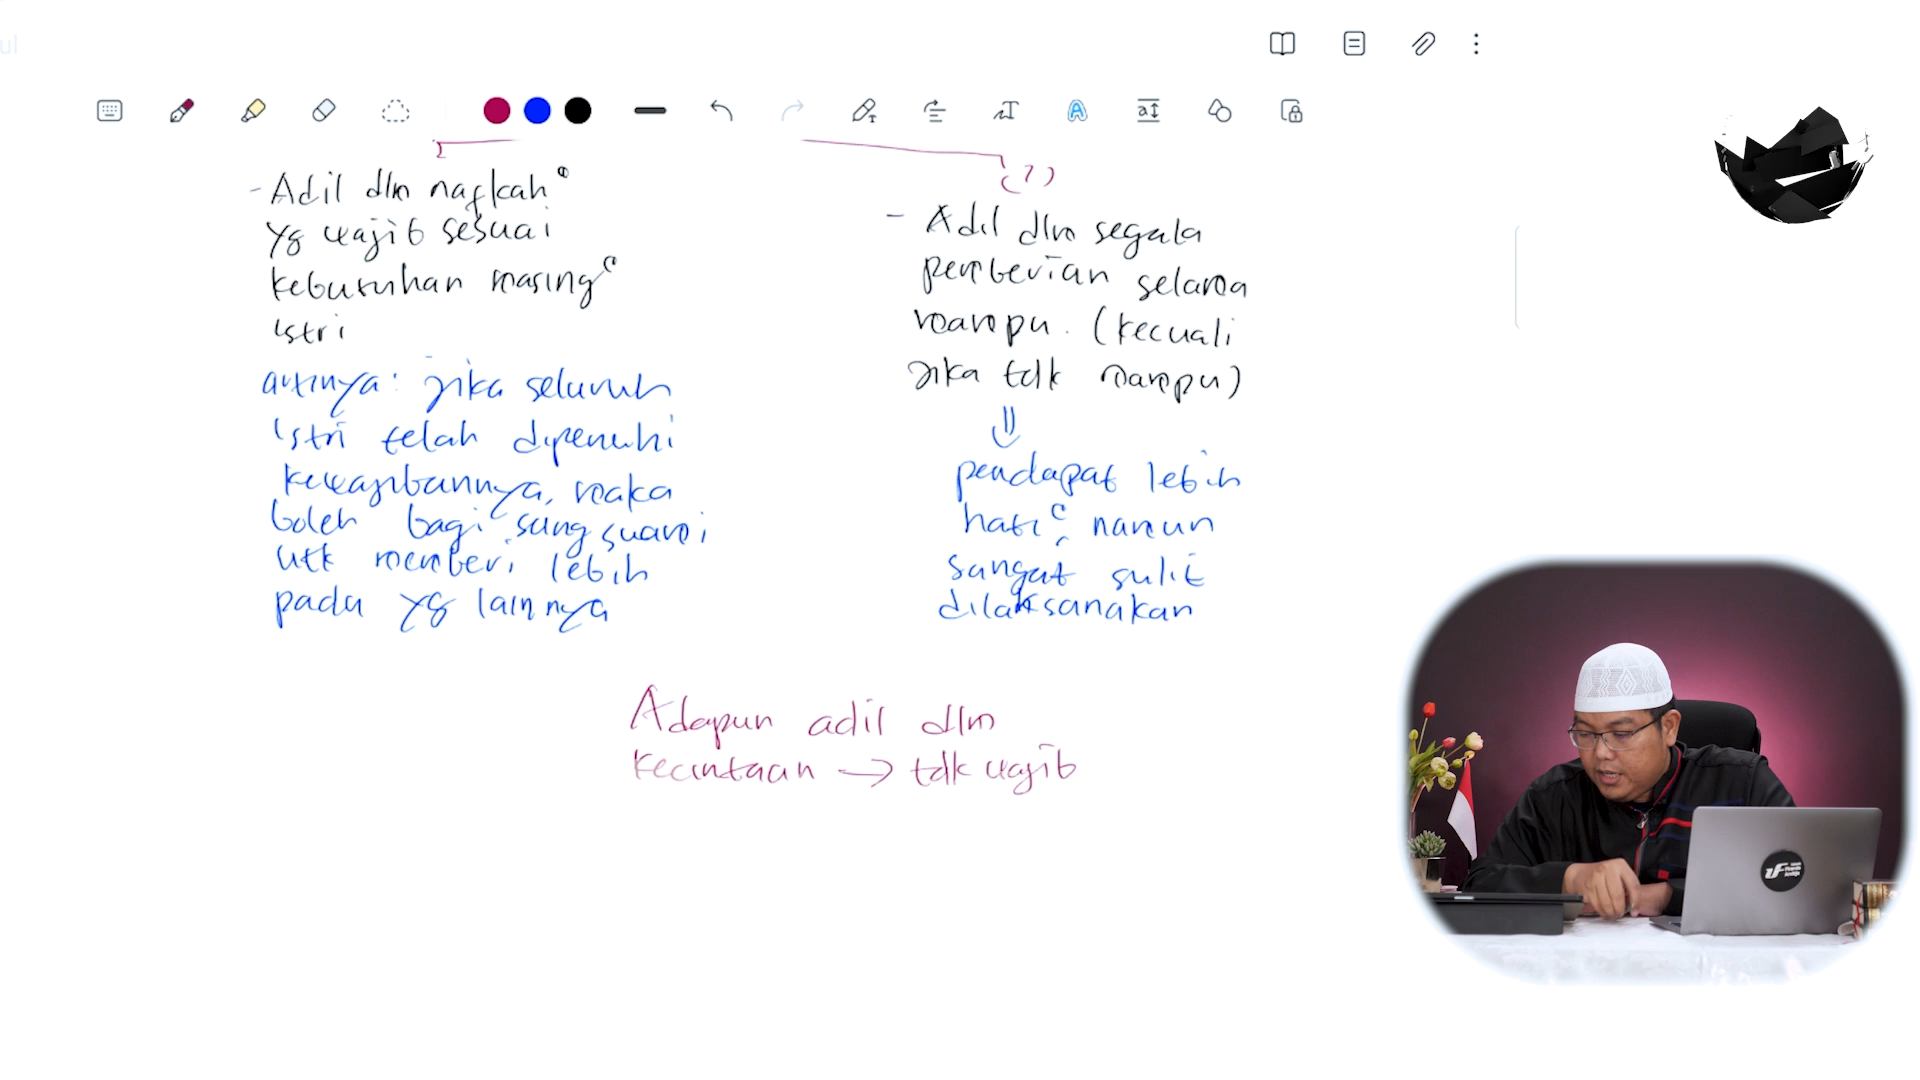 - Adil dlm nafkah²
yg wajib sesuai
kebutuhan masing²
istri
artinya: jika seluruh
istri telah dipenuhi
kewajibannya, maka
boleh bagi sang suami
utk memberi lebih
pada yg lainnya
(2)
- Adil dlm segala
pemberian selama
mampu. (kecuali
jika tdk mampu)
⇓
pendapat lebih
hati², namun
sangat sulit
dilaksanakan
Adapun adil dlm
kecintaan → tdk wajib